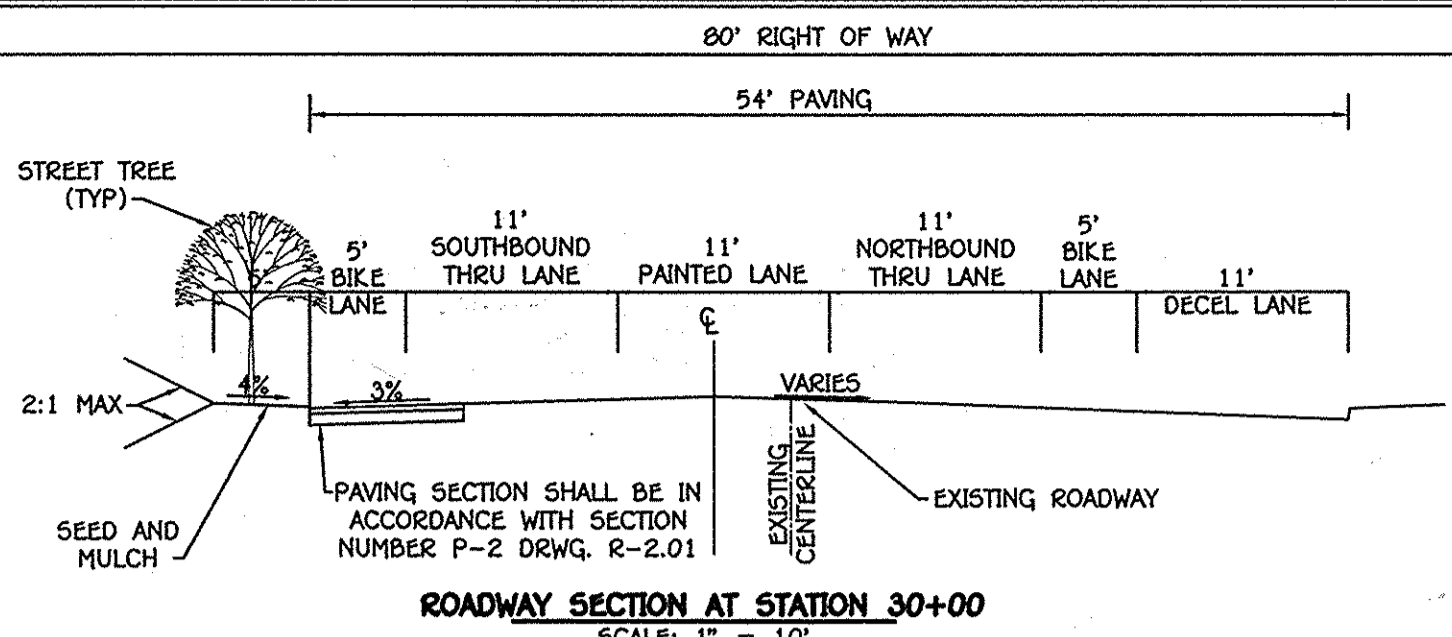 80' RIGHT OF WAY
54' PAVING
STREET TREE
(TYP)
5'
5'
BIKE
LANE
11'
SOUTHBOUND
THRU LANE
11'
PAINTED LANE
11'
NORTHBOUND
THRU LANE
5'
BIKE
LANE
11'
DECEL LANE
℄
2:1 MAX
4%
3%
VARIES
EXISTING
CENTERLINE
EXISTING ROADWAY
SEED AND
MULCH
PAVING SECTION SHALL BE IN
ACCORDANCE WITH SECTION
NUMBER P-2 DRWG. R-2.01
ROADWAY SECTION AT STATION 30+00
SCALE: 1" = 10'